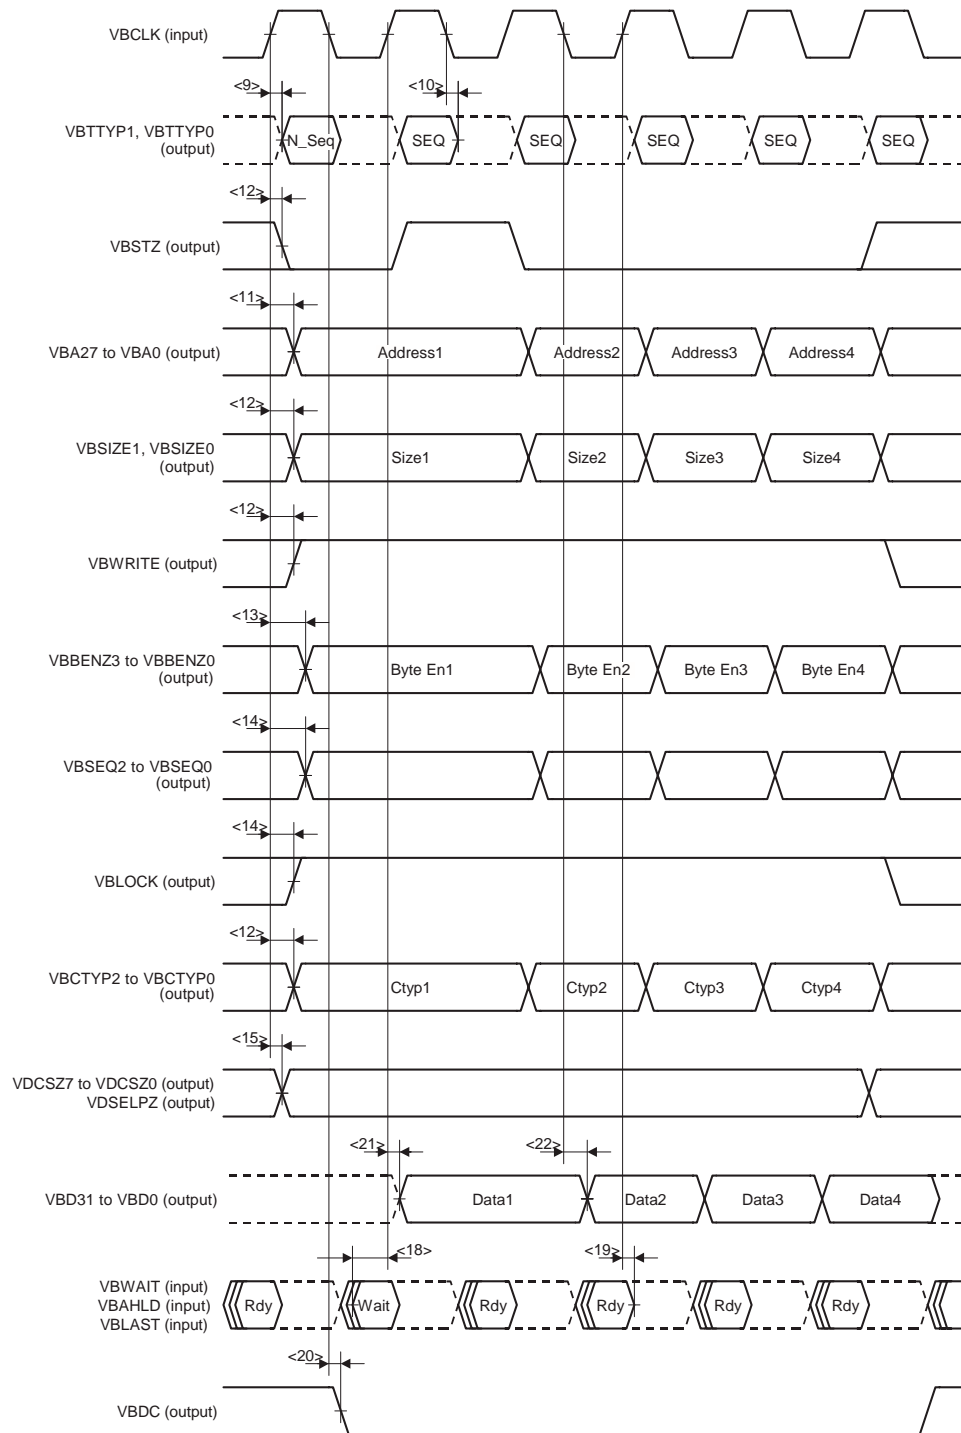 VBCLK (input)
<9>
<10>
VBTTYP1, VBTTYP0
(output)
N_Seq
SEQ
SEQ
SEQ
SEQ
SEQ
<12>
VBSTZ (output)
<11>
VBA27 to VBA0 (output)
Address1
Address2
Address3
Address4
<12>
VBSIZE1, VBSIZE0
(output)
Size1
Size2
Size3
Size4
<12>
VBWRITE (output)
<13>
VBBENZ3 to VBBENZ0
(output)
Byte En1
Byte En2
Byte En3
Byte En4
<14>
VBSEQ2 to VBSEQ0
(output)
<14>
VBLOCK (output)
<12>
VBCTYP2 to VBCTYP0
(output)
Ctyp1
Ctyp2
Ctyp3
Ctyp4
<15>
VDCSZ7 to VDCSZ0 (output)
VDSELPZ (output)
<21>
<22>
VBD31 to VBD0 (output)
Data1
Data2
Data3
Data4
<18>
<19>
VBWAIT (input)
VBAHLD (input)
VBLAST (input)
Rdy
Wait
Rdy
Rdy
Rdy
Rdy
<20>
VBDC (output)